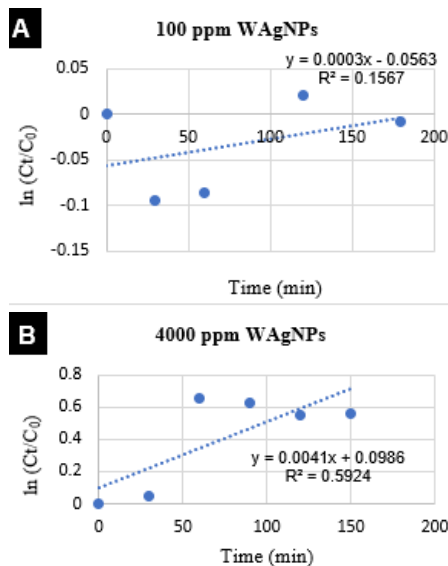 A
100 ppm WAgNPs
y = 0.0003x - 0.0563
R² = 0.1567
0.05
0
-0.05
-0.1
-0.15
0
50
100
150
200
ln (Ct/C₀)
Time (min)
B
4000 ppm WAgNPs
0.8
0.6
0.4
0.2
0
y = 0.0041x + 0.0986
R² = 0.5924
0
50
100
150
200
ln (Ct/C₀)
Time (min)